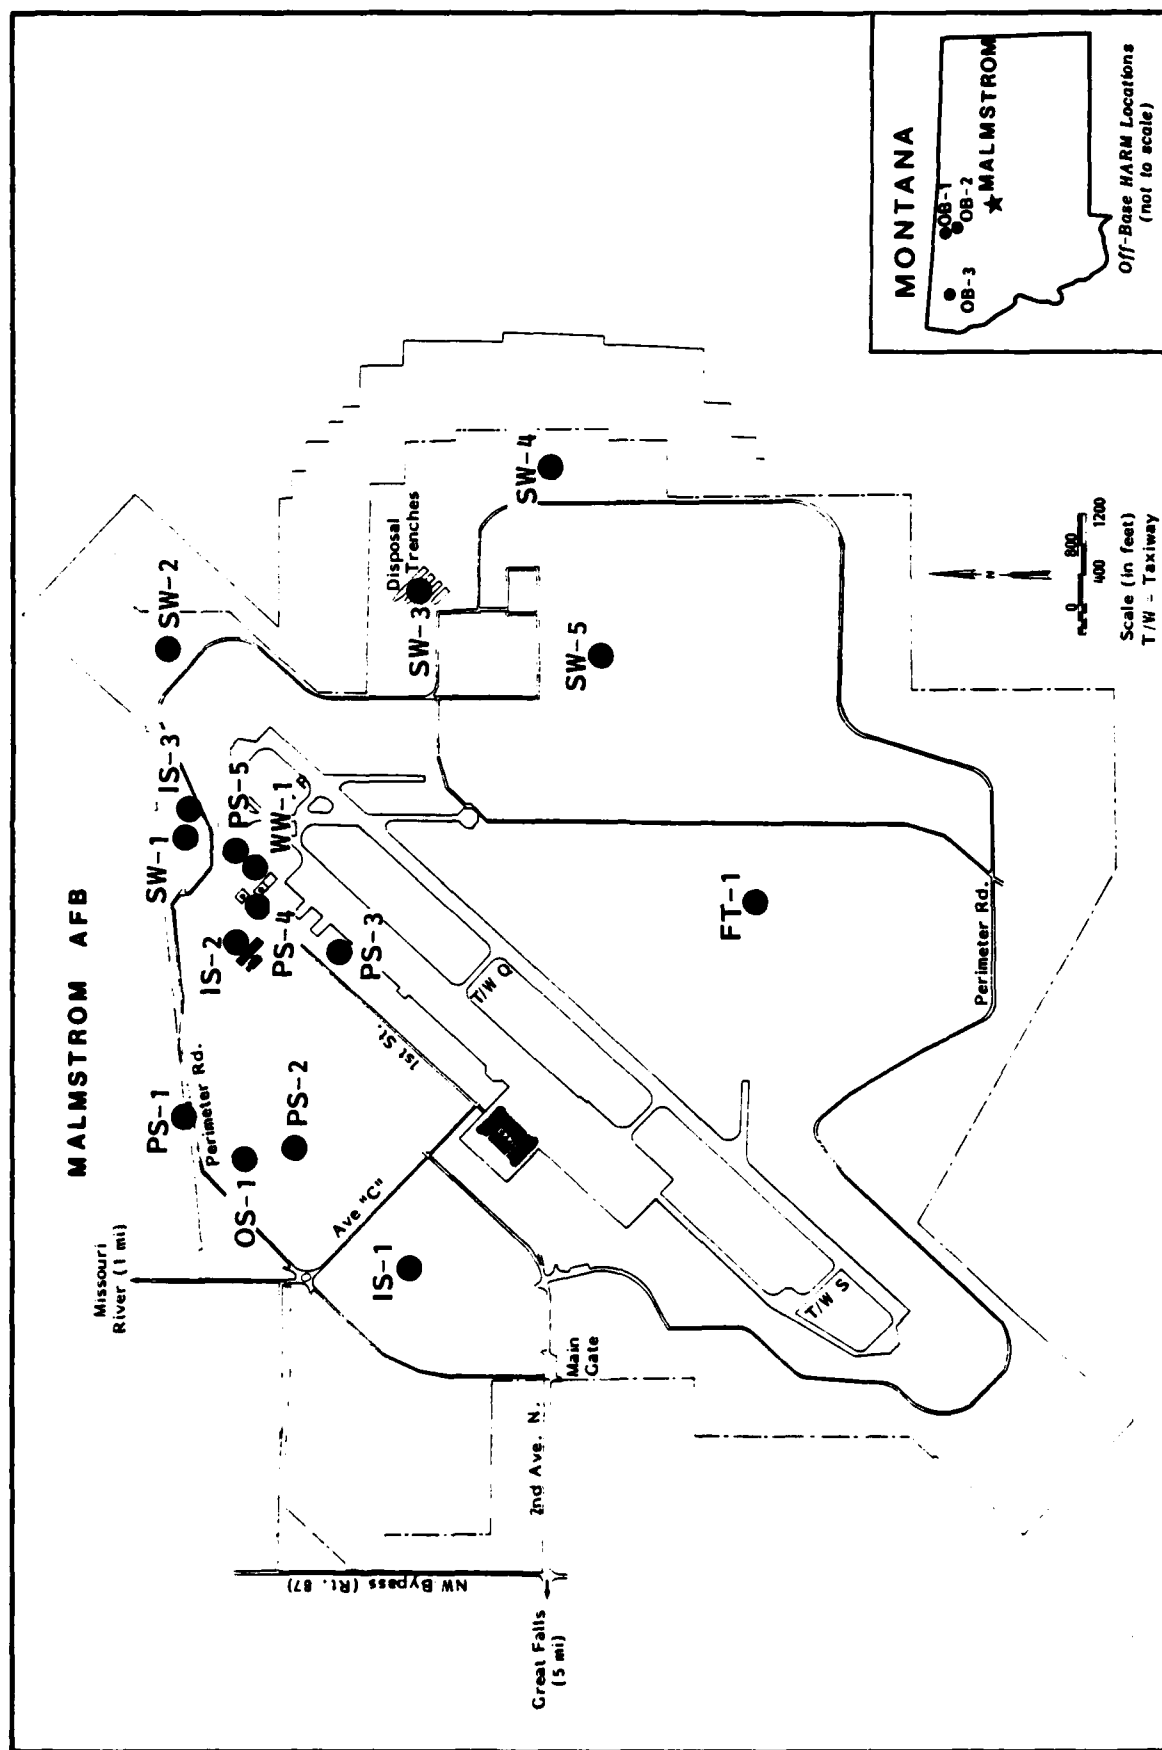 MALMSTROM AFB
Missouri
River (1 mi)
PS-1
Perimeter Rd.
OS-1
PS-2
IS-2
SW-1
IS-3
PS-5
WW-1
PS-4
PS-3
SW-2
Ave "C"
1st St.
IS-1
Disposal
Trenches
SW-3
SW-4
SW-5
T/W Q
FT-1
T/W S
Main
Gate
2nd Ave. N.
NW Bypass (Rt. 87)
Great Falls
(5 mi)
Perimeter Rd.
N
0
400
800
1200
Scale (in feet)
T/W - Taxiway
MONTANA
OB-1
OB-2
OB-3
MALMSTROM
Off-Base HARM Locations
(not to scale)